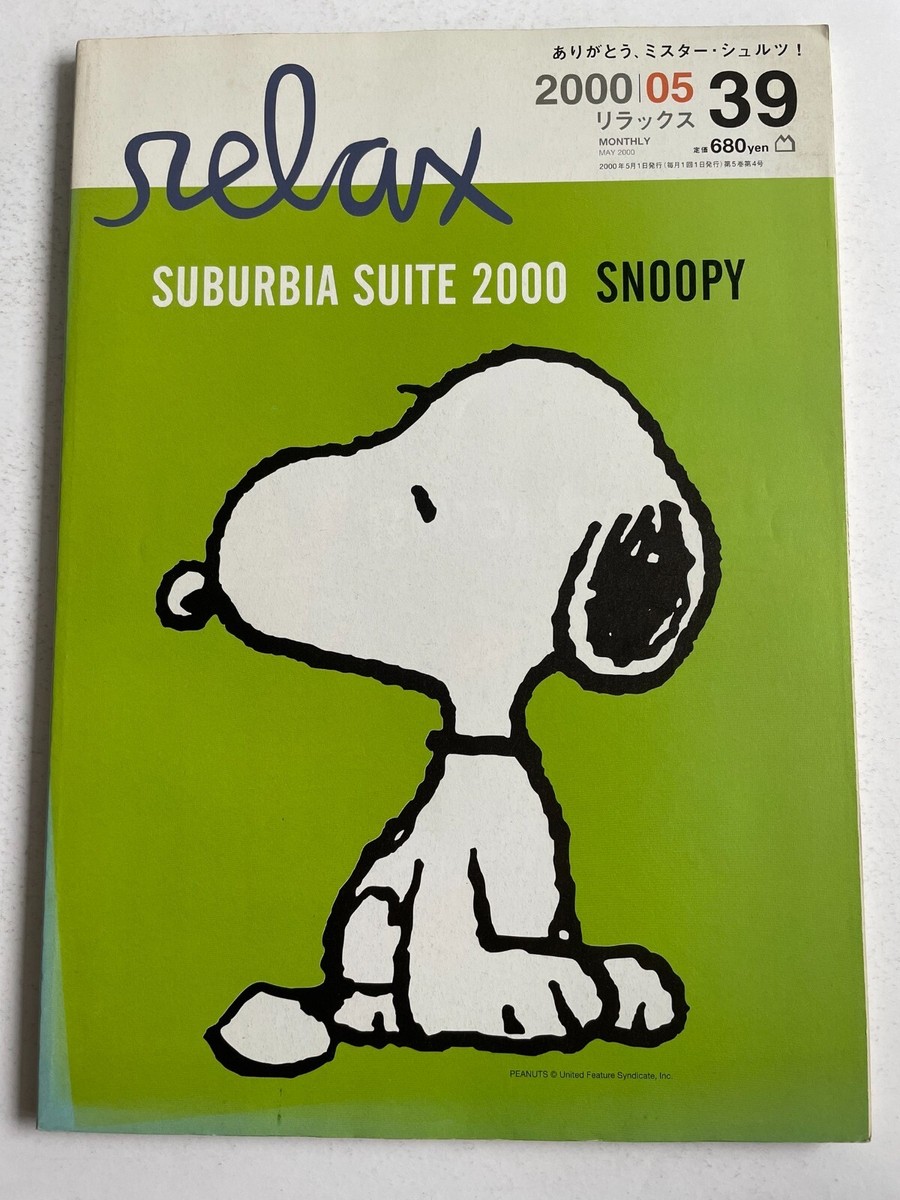 ありがとう、ミスター・シュルツ！
relax
2000|05
リラックス
39
MONTHLY
MAY 2000
定価680yen
2000年5月1日発行(毎月1回1日発行)第5巻第4号
SUBURBIA SUITE 2000 SNOOPY
PEANUTS © United Feature Syndicate, Inc.